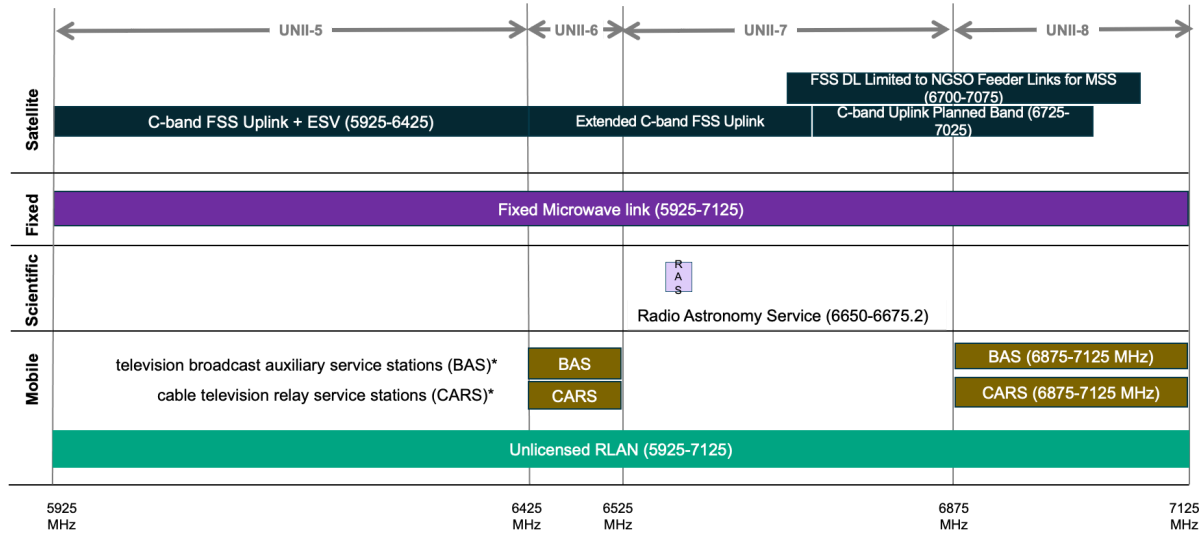 UNII-5
UNII-6
UNII-7
UNII-8
Satellite
FSS DL Limited to NGSO Feeder Links for MSS
(6700-7075)
C-band FSS Uplink + ESV (5925-6425)
Extended C-band FSS Uplink
C-band Uplink Planned Band (6725-
7025)
Fixed
Fixed Microwave link (5925-7125)
Scientific
R
A
S
Radio Astronomy Service (6650-6675.2)
Mobile
television broadcast auxiliary service stations (BAS)*
BAS
BAS (6875-7125 MHz)
cable television relay service stations (CARS)*
CARS
CARS (6875-7125 MHz)
Unlicensed RLAN (5925-7125)
5925
MHz
6425
MHz
6525
MHz
6875
MHz
7125
MHz